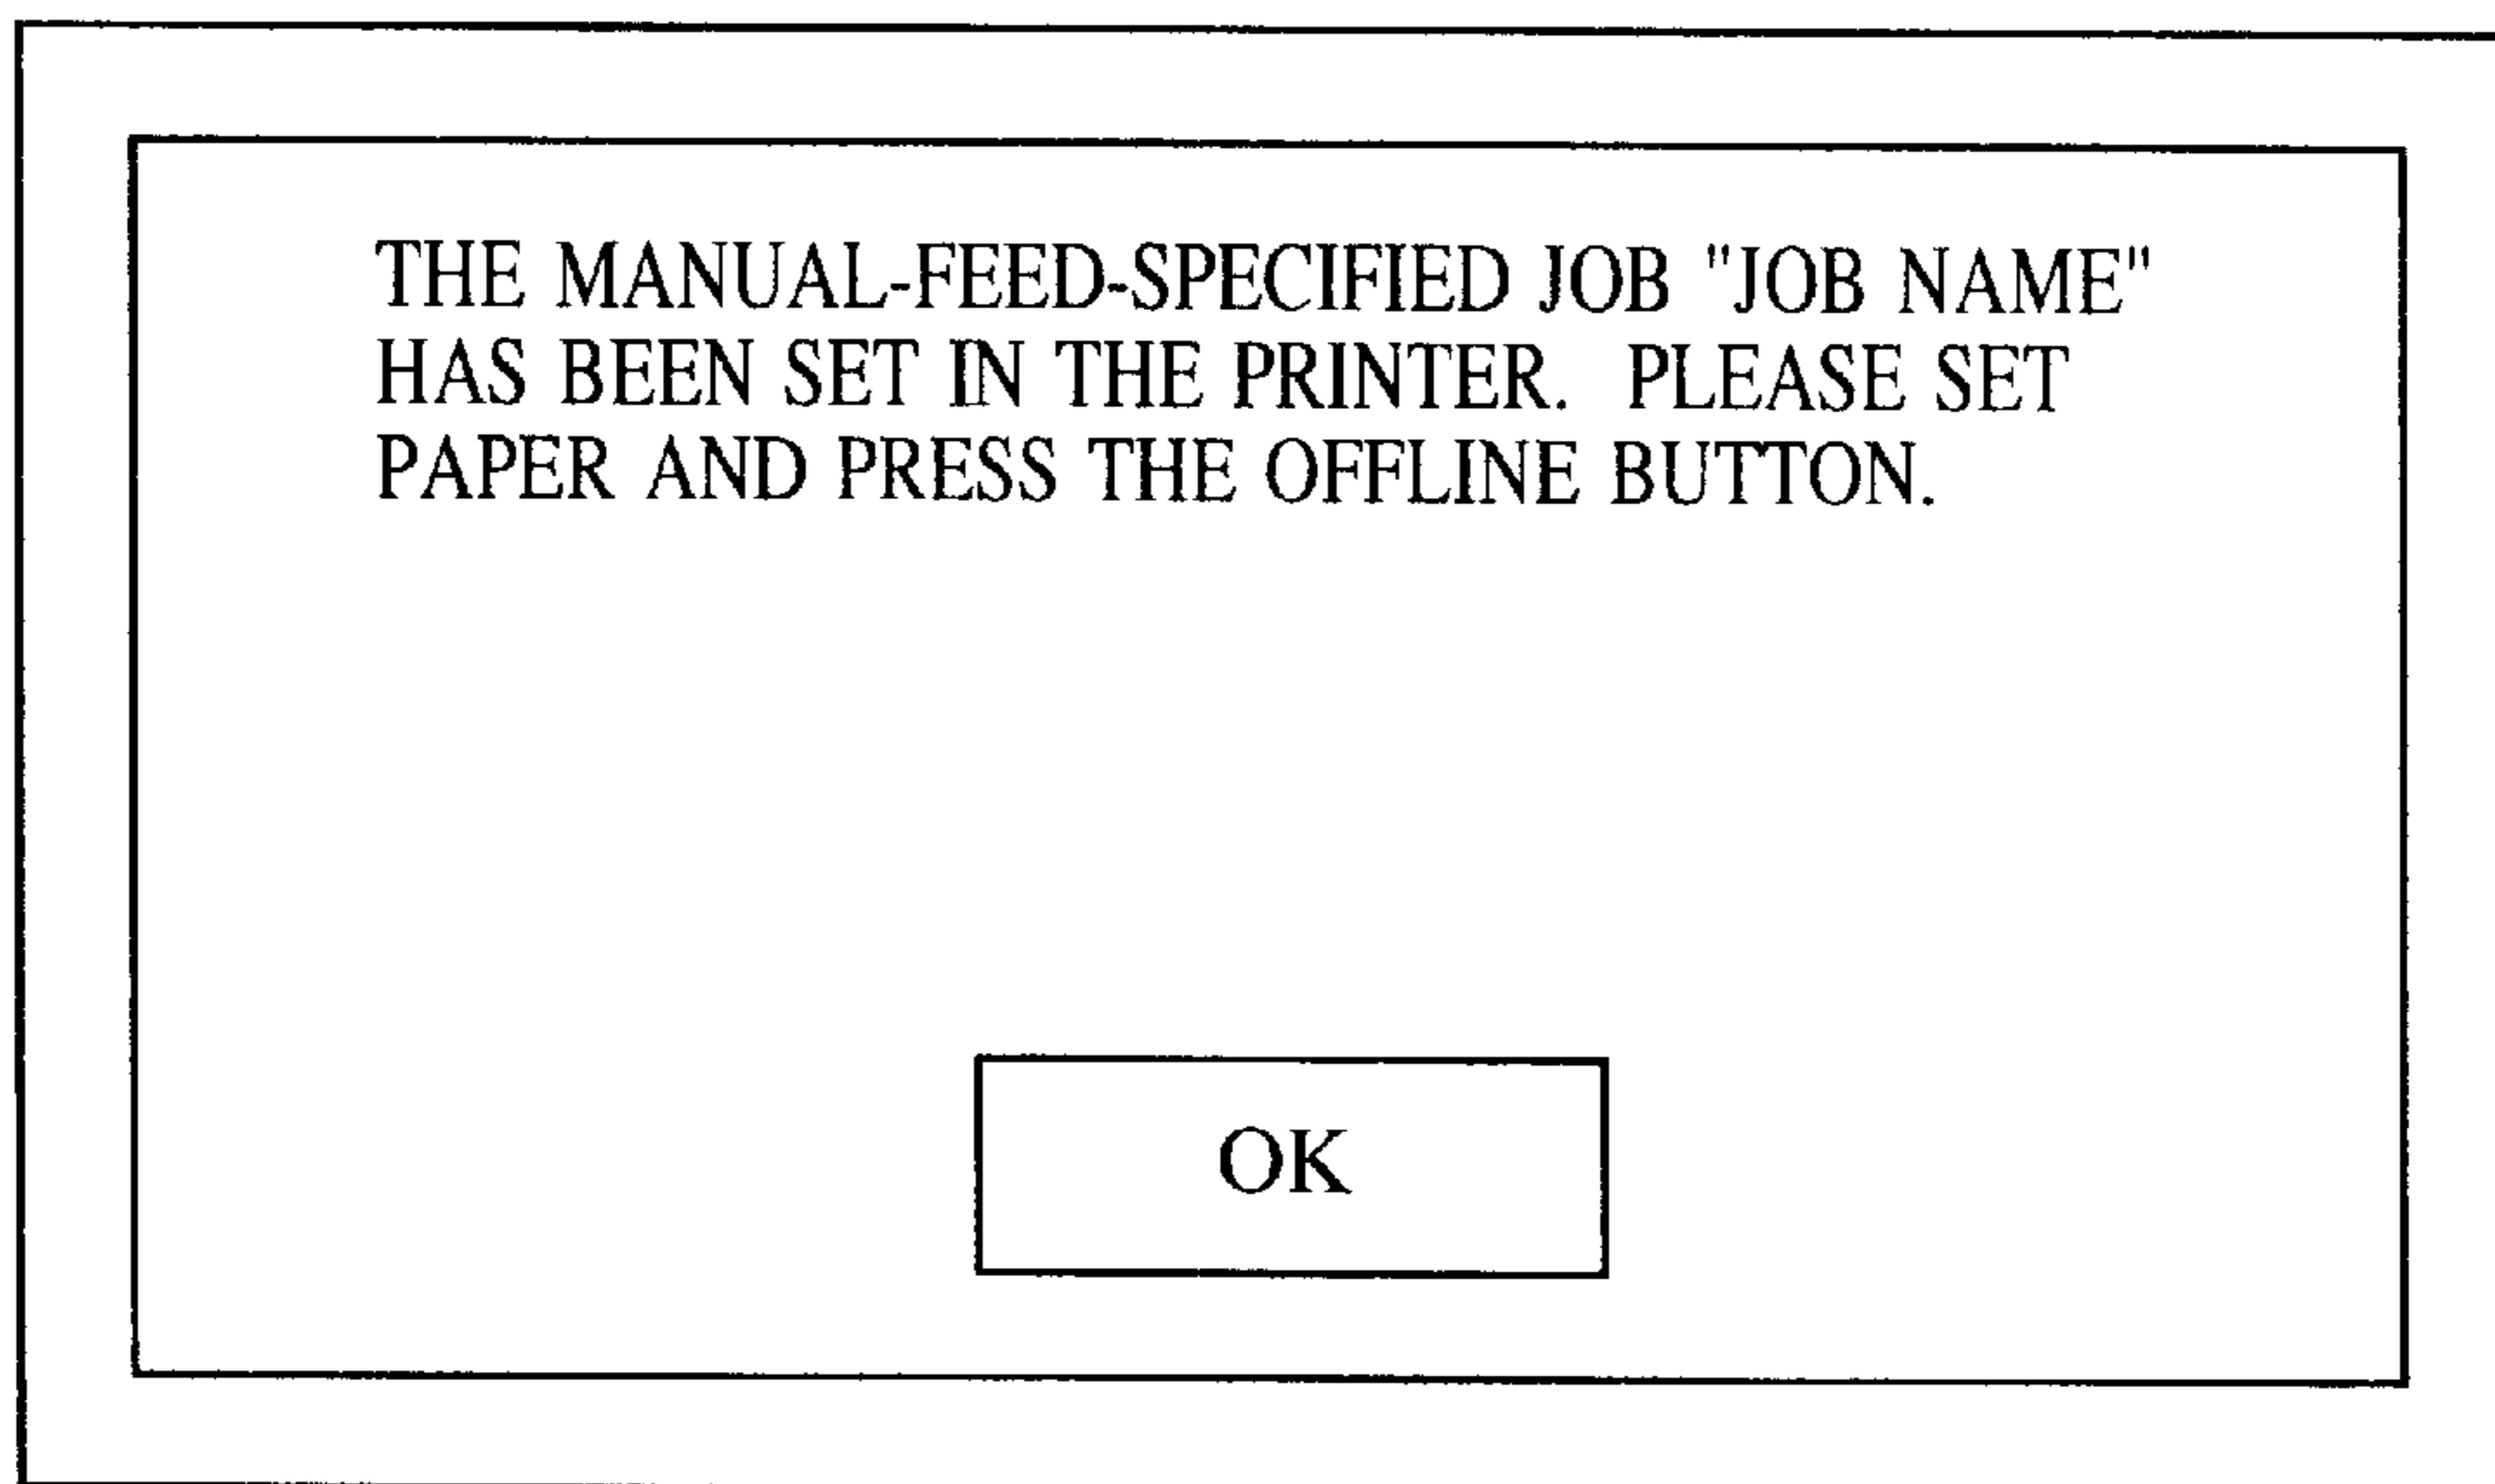 THE MANUAL-FEED-SPECIFIED JOB "JOB NAME"
HAS BEEN SET IN THE PRINTER. PLEASE SET
PAPER AND PRESS THE OFFLINE BUTTON.
OK